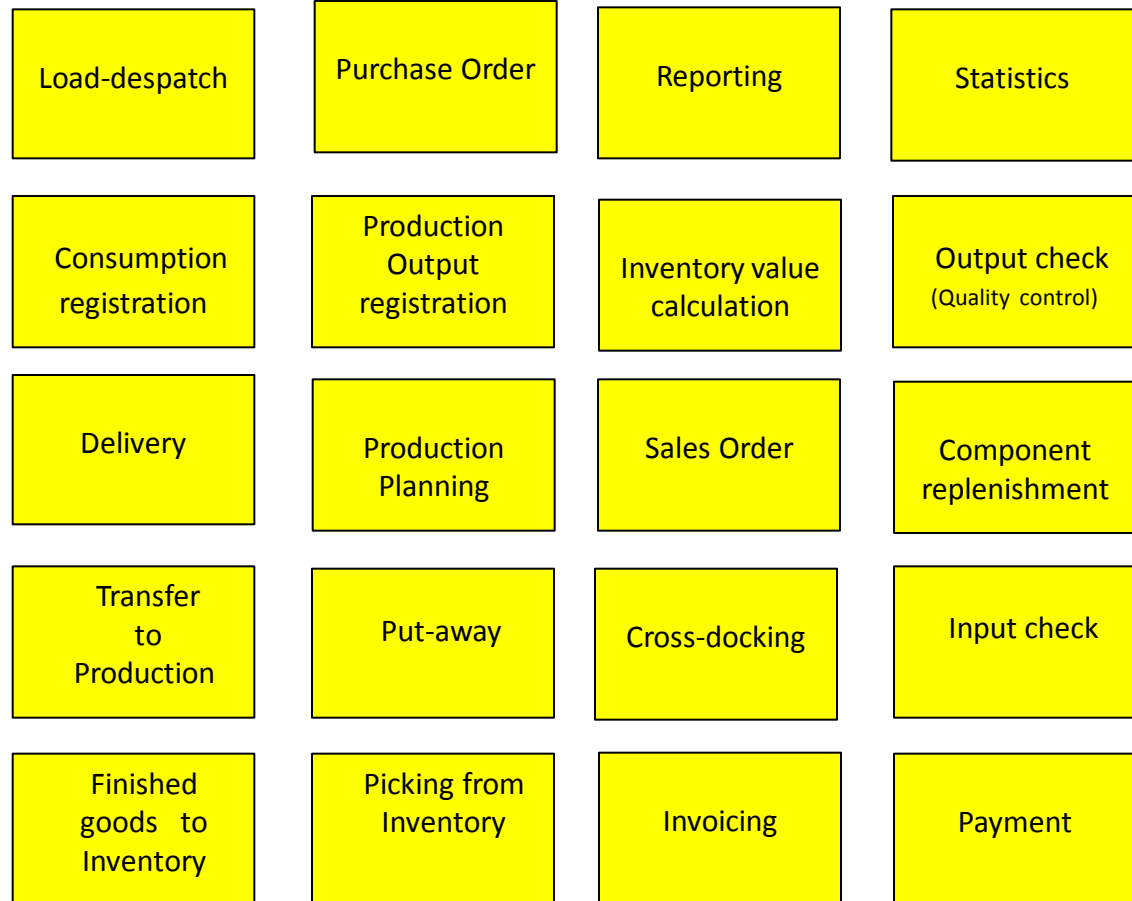 Load-despatch
Purchase Order
Reporting
Statistics
Consumption
registration
Production
Output
registration
Inventory value
calculation
Output check
(Quality control)
Delivery
Production
Planning
Sales Order
Component
replenishment
Transfer
to
Production
Put-away
Cross-docking
Input check
Finished
goods to
Inventory
Picking from
Inventory
Invoicing
Payment